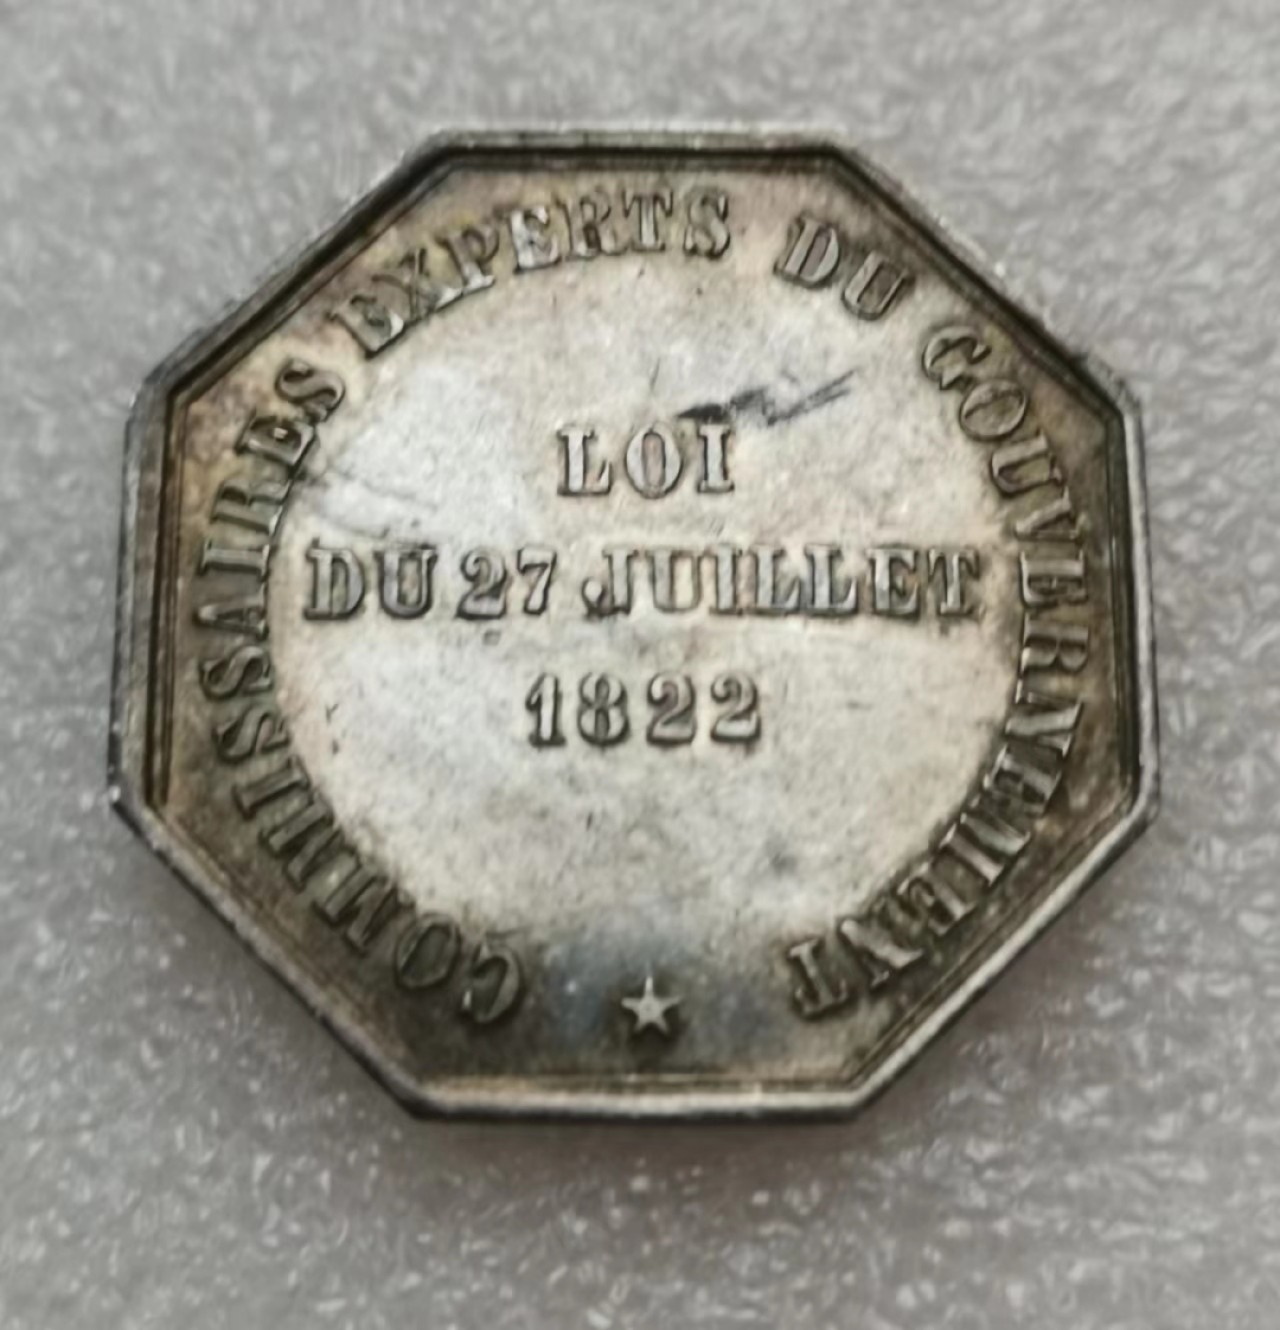 COMMISSAIRES EXPERTS DU GOUVERNEMENT
LOI
DU 27 JUILLET
1822